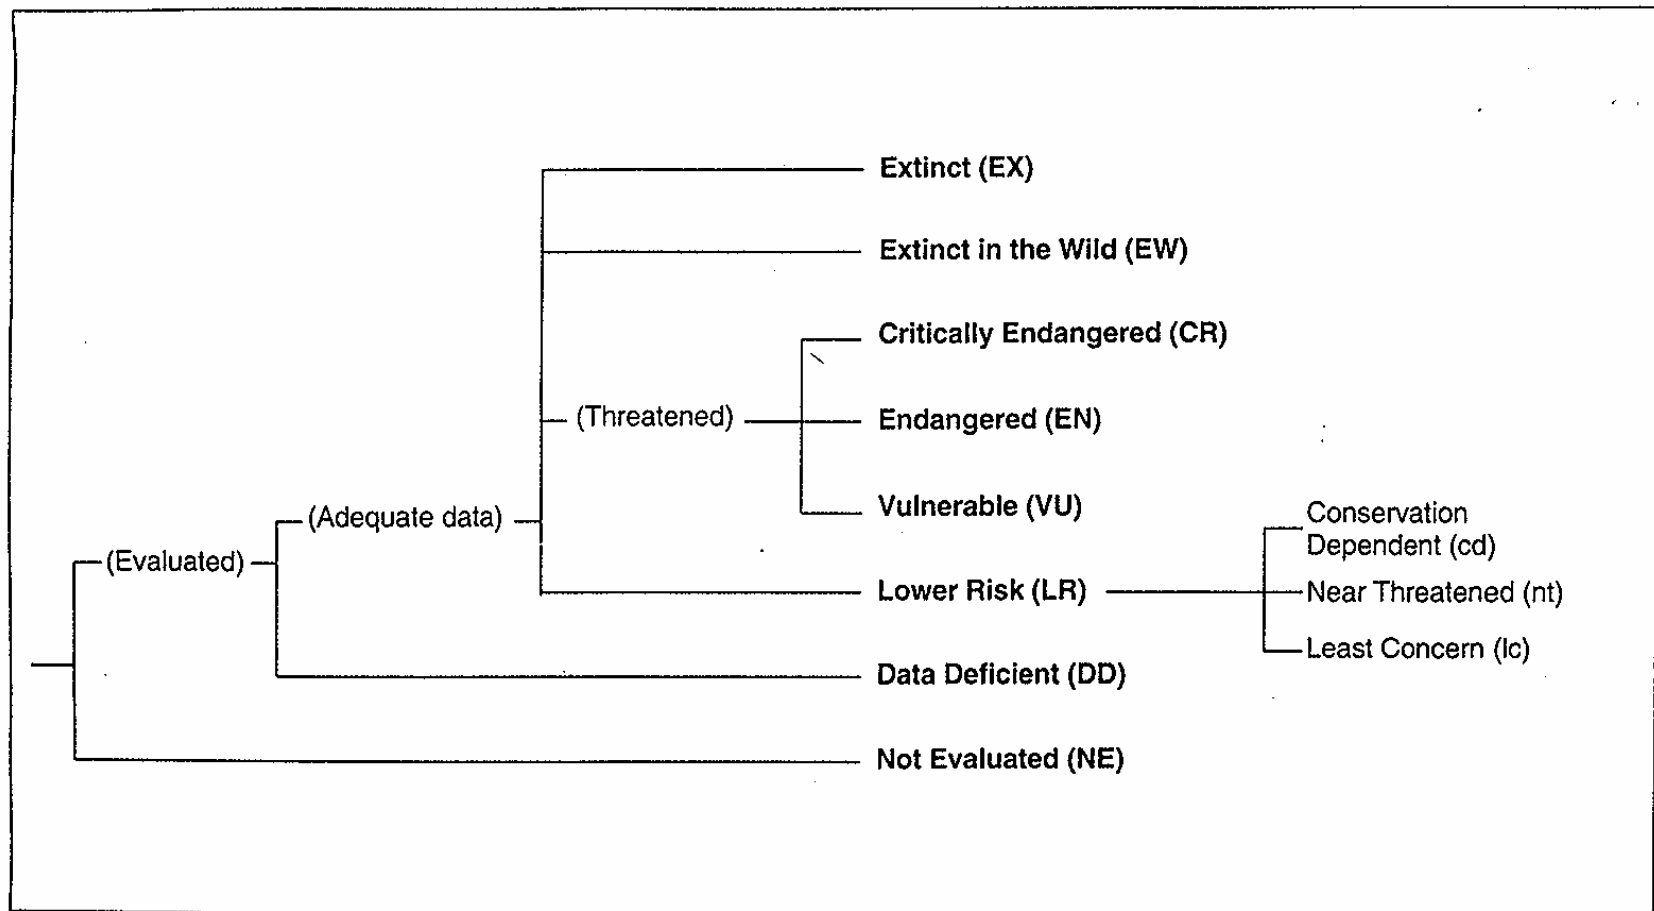 Extinct (EX)
Extinct in the Wild (EW)
Critically Endangered (CR)
(Threatened)
Endangered (EN)
Vulnerable (VU)
(Adequate data)
Conservation
Dependent (cd)
(Evaluated)
Lower Risk (LR)
Near Threatened (nt)
Least Concern (lc)
Data Deficient (DD)
Not Evaluated (NE)